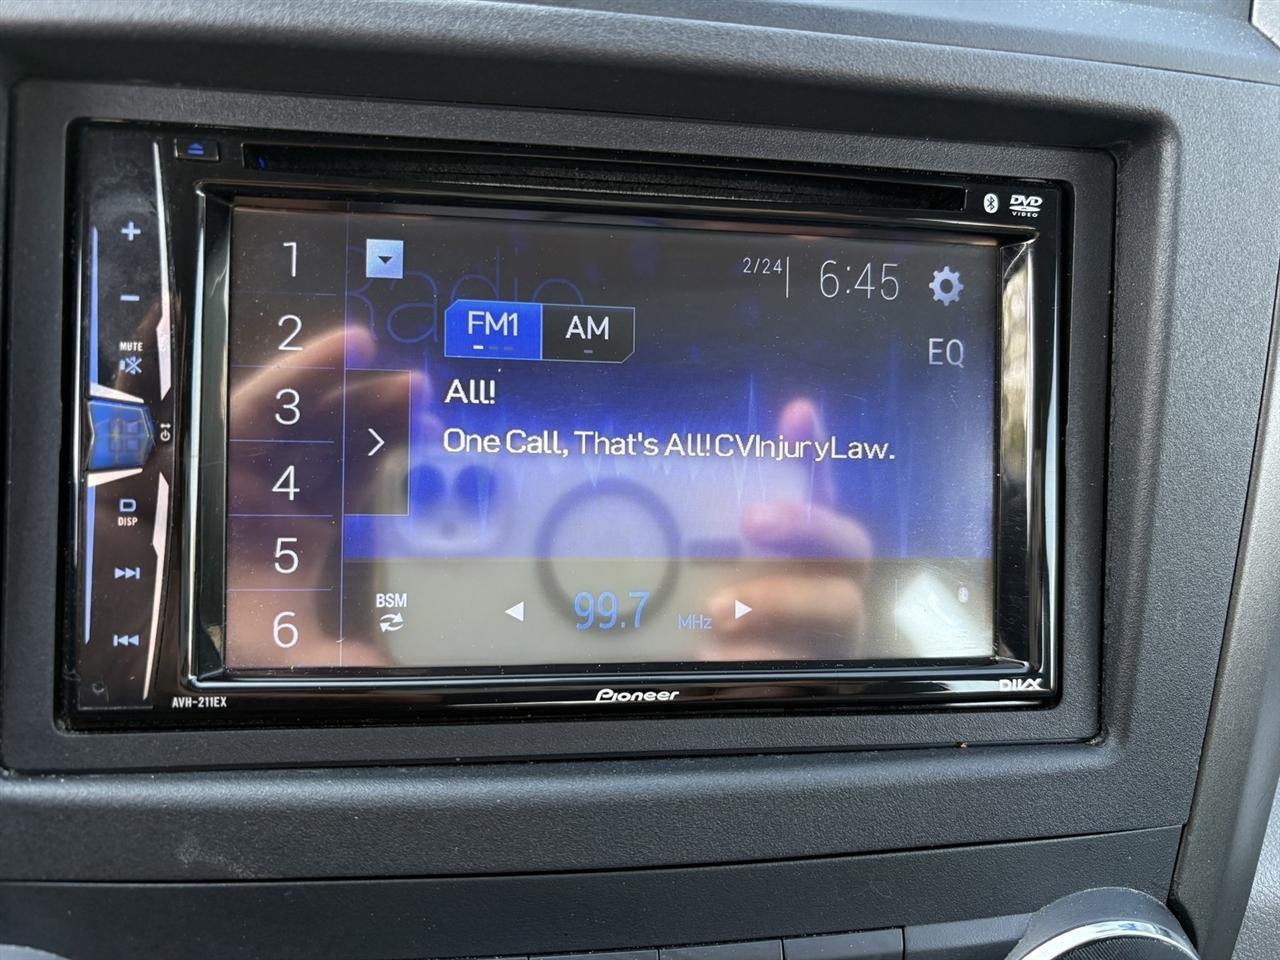 DVD
VIDEO
MUTE
DISP
1
2
3
4
5
6
Radio
2/24
6:45
FM1
AM
EQ
All!
One Call, That's All! CVInjuryLaw.
BSM
99.7
MHz
AVH-211EX
Pioneer
DIVX